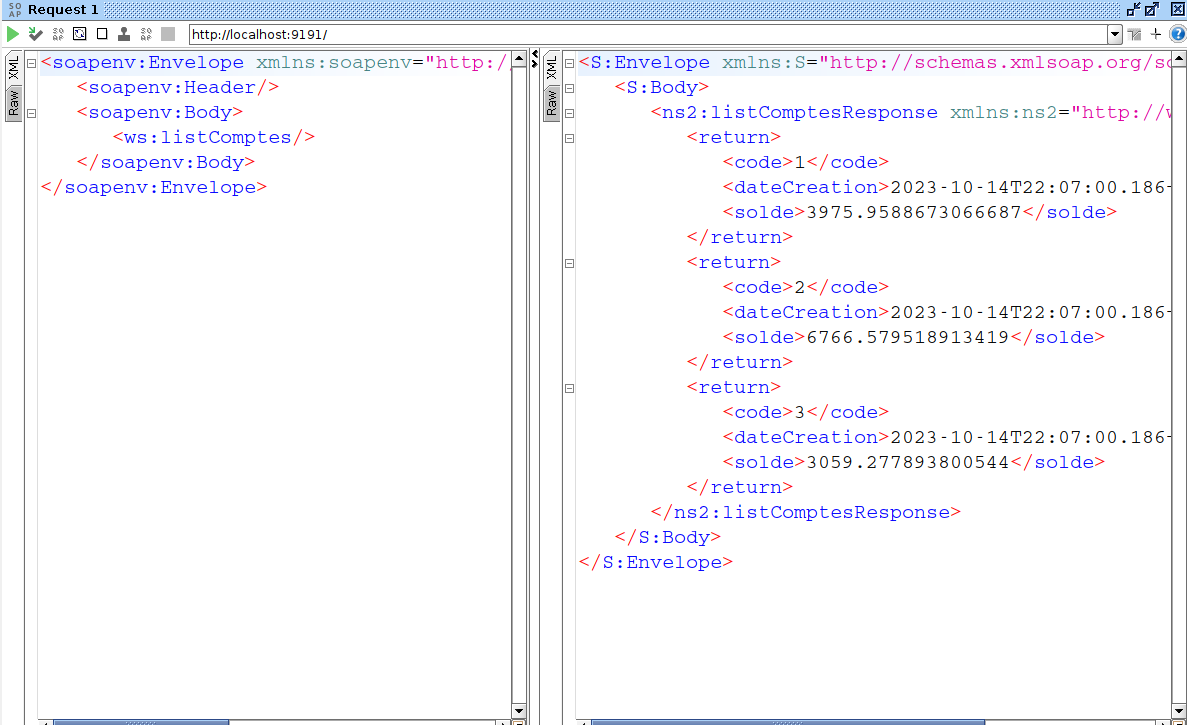 Request 1
http://localhost:9191/
XML
Raw
<soapenv:Envelope xmlns:soapenv="http:/
<soapenv:Header/>
<soapenv:Body>
<ws:listComptes/>
</soapenv:Body>
</soapenv:Envelope>
XML
Raw
<S:Envelope xmlns:S="http://schemas.xmlsoap.org/so
<S:Body>
<ns2:listComptesResponse xmlns:ns2="http://w
<return>
<code>1</code>
<dateCreation>2023-10-14T22:07:00.186
<solde>3975.9588673066687</solde>
</return>
<return>
<code>2</code>
<dateCreation>2023-10-14T22:07:00.186
<solde>6766.579518913419</solde>
</return>
<return>
<code>3</code>
<dateCreation>2023-10-14T22:07:00.186
<solde>3059.277893800544</solde>
</return>
</ns2:listComptesResponse>
</S:Body>
</S:Envelope>